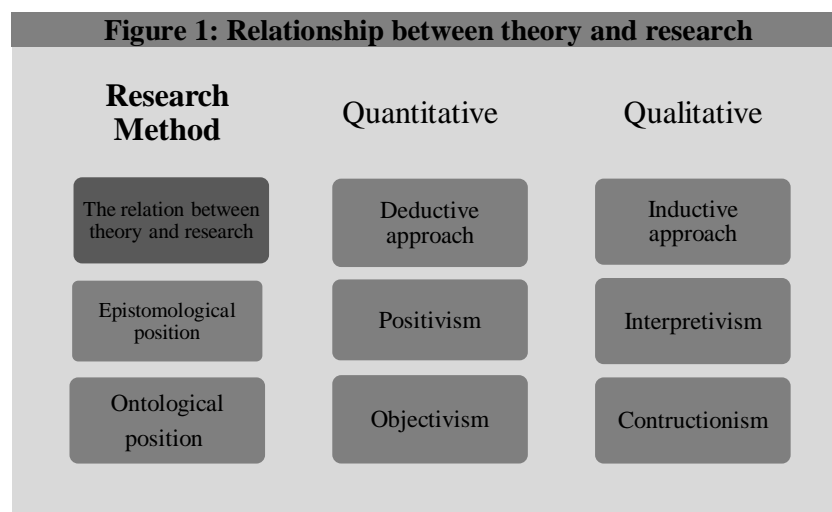 Figure 1: Relationship between theory and research
Research
Method
Quantitative
Qualitative
The relation between
theory and research
Deductive
approach
Inductive
approach
Epistomological
position
Positivism
Interpretivism
Ontological
position
Objectivism
Contructionism